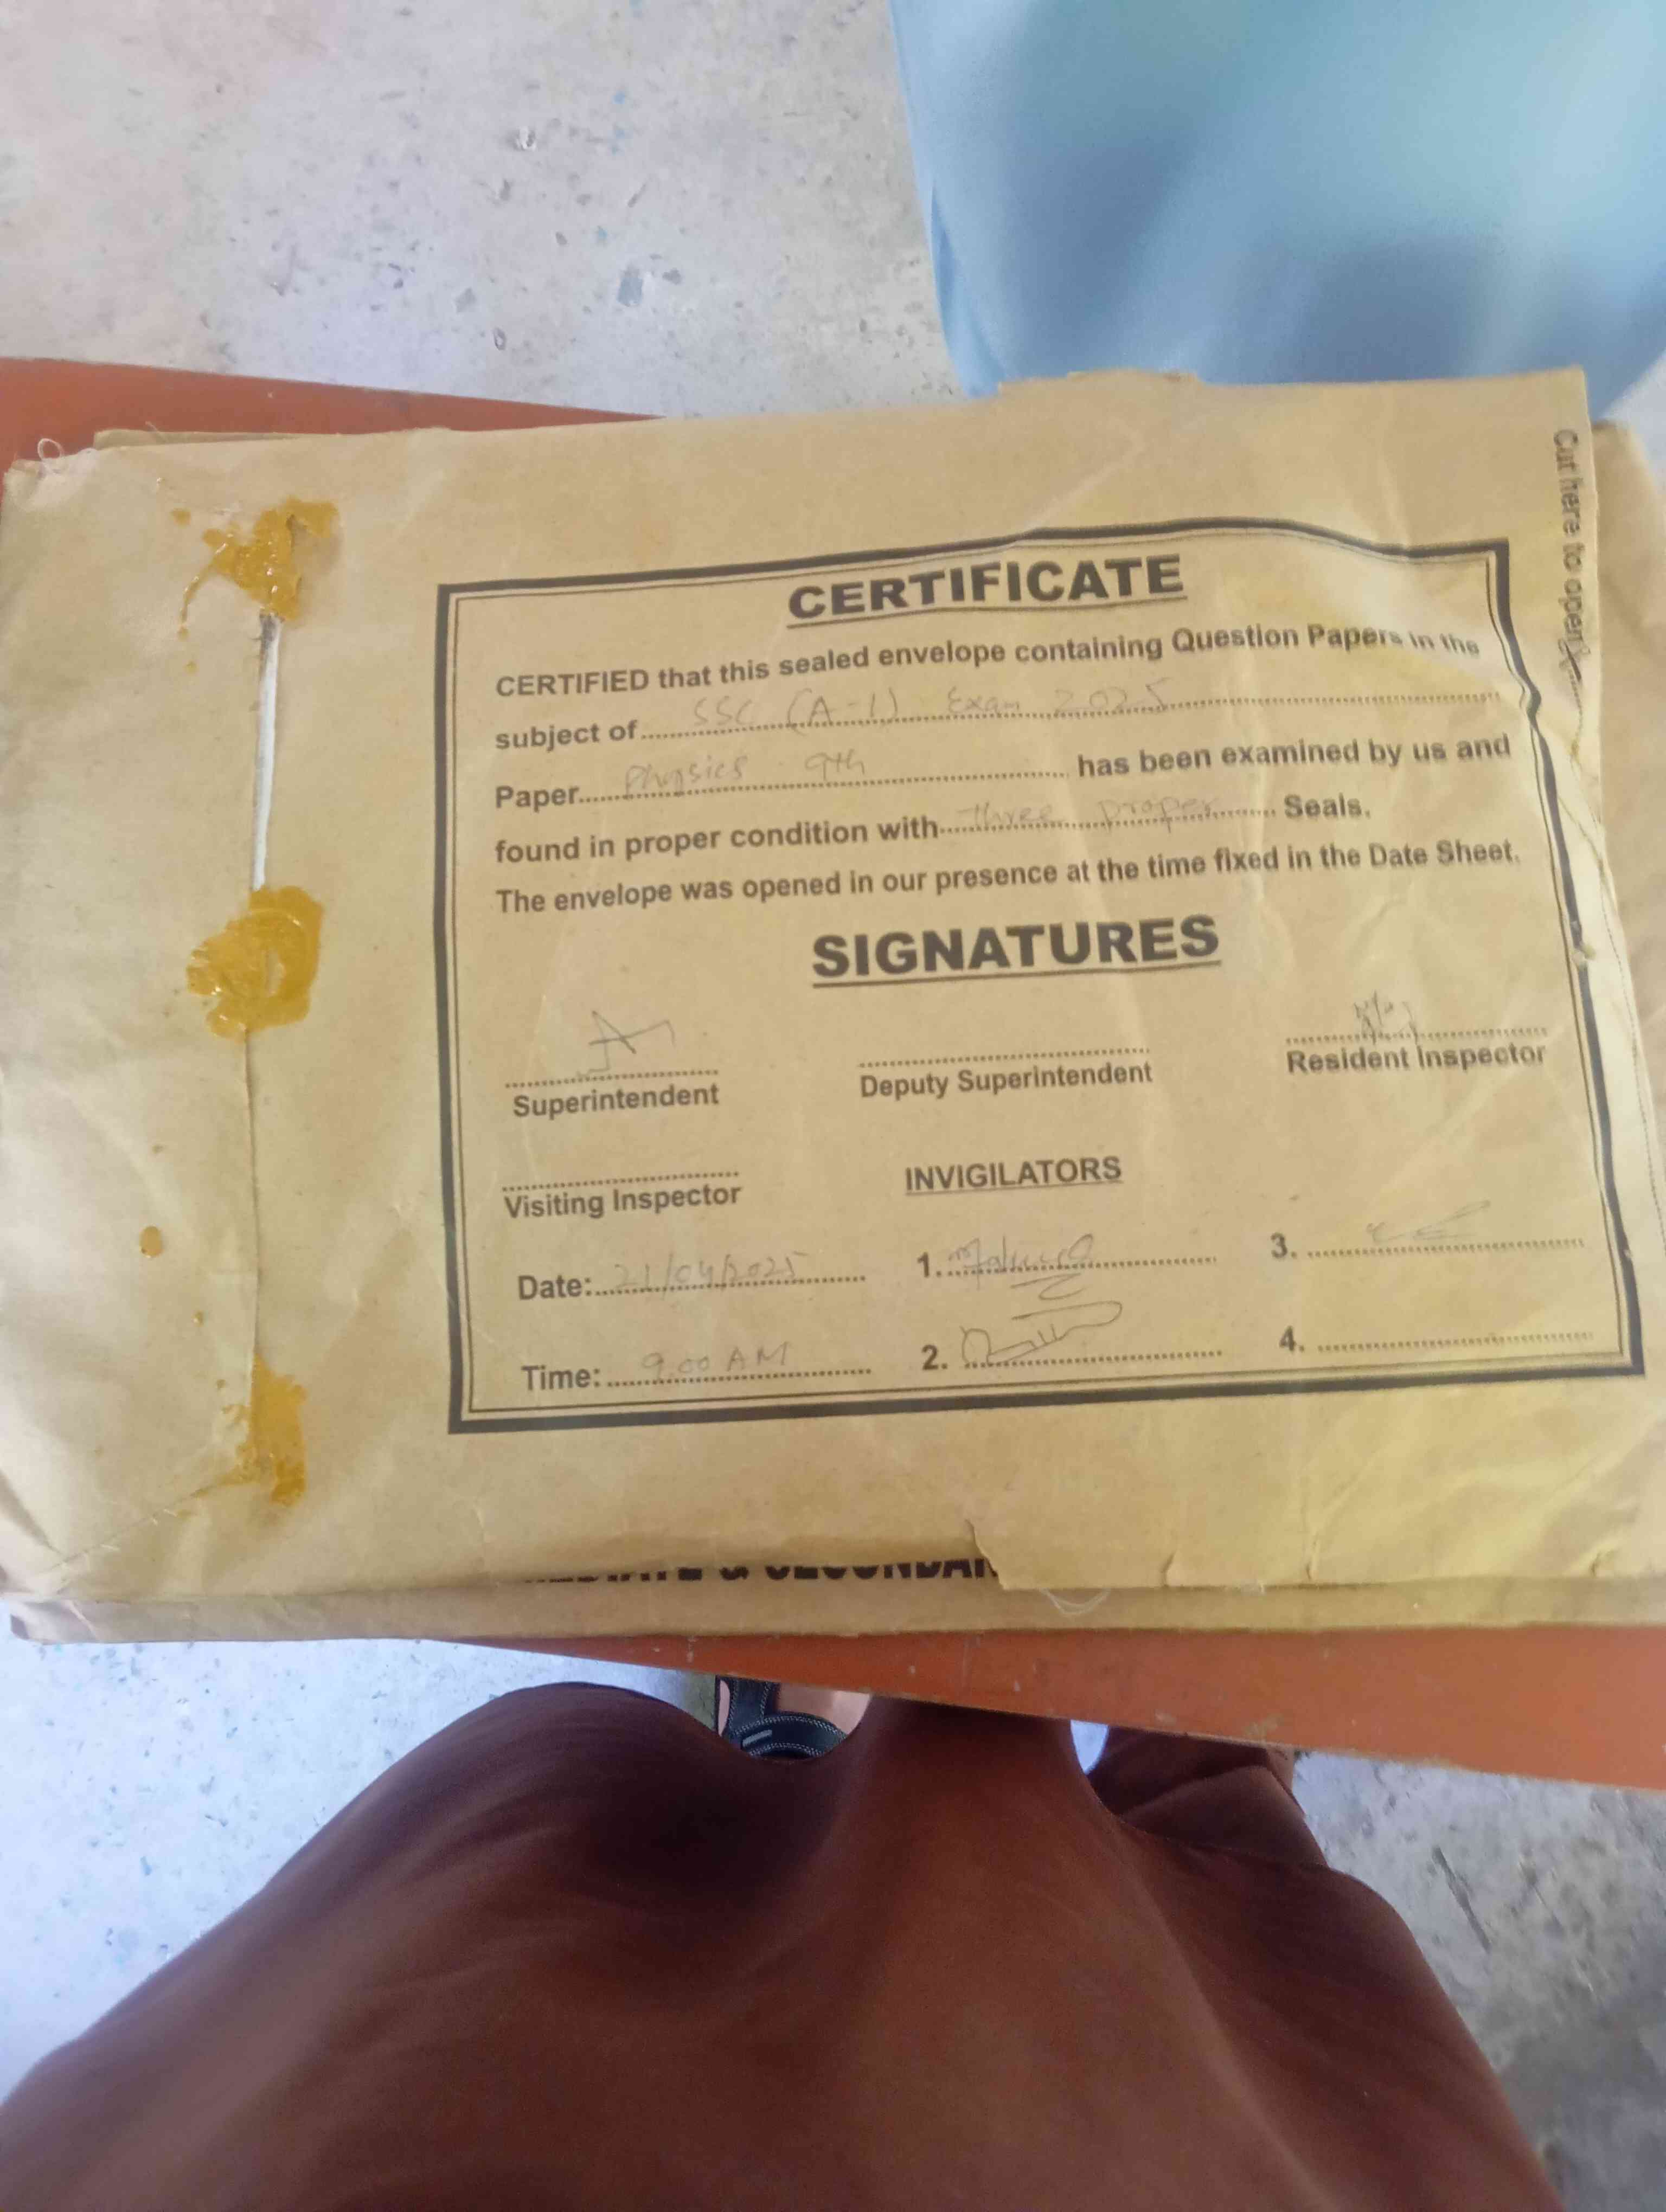 Cut here to open
CERTIFICATE
CERTIFIED that this sealed envelope containing Question Papers in the
subject of SSC (A-1) Exam 2025
Paper Physics 9th has been examined by us and
found in proper condition with three proper Seals.
The envelope was opened in our presence at the time fixed in the Date Sheet.
SIGNATURES
Superintendent Deputy Superintendent Resident Inspector
Visiting Inspector INVIGILATORS
Date: 21/04/2025 1. 3.
Time: 9.00 AM 2. 4.